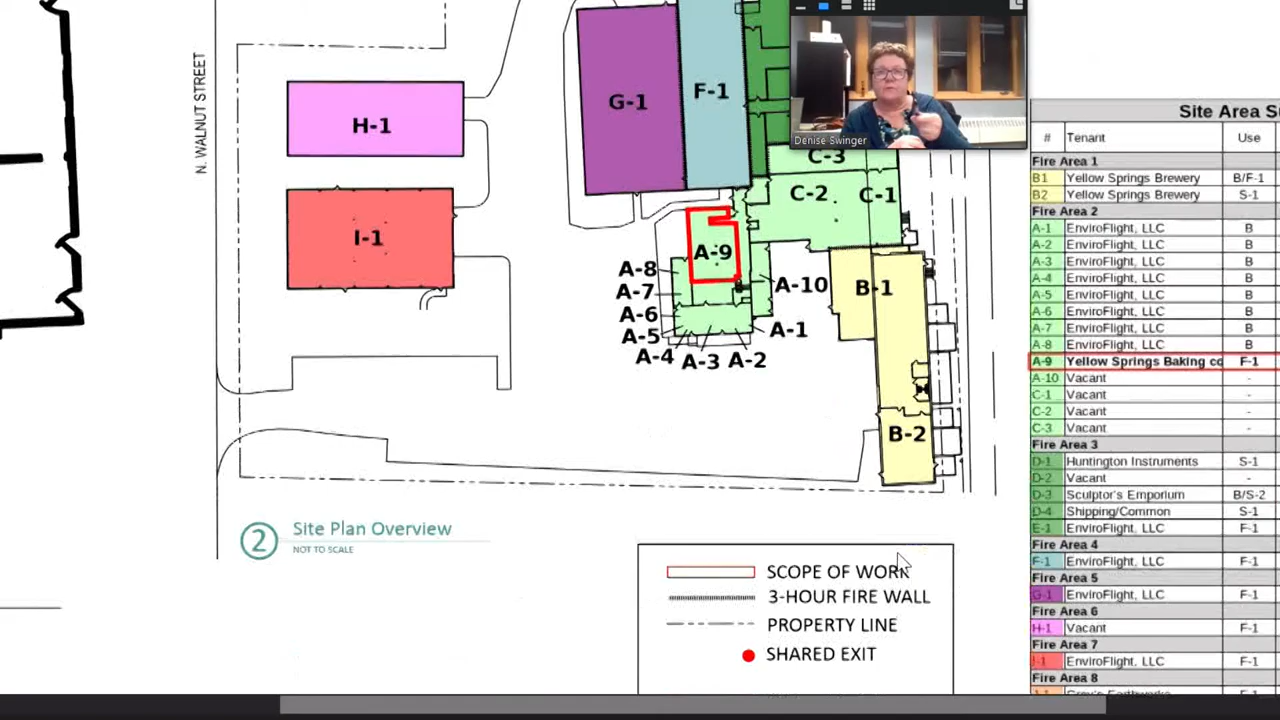 N. WALNUT STREET
H-1
I-1
G-1
F-1
C-3
C-2
C-1
A-9
A-8
A-7
A-6
A-5
A-4
A-3
A-2
A-1
A-10
B-1
B-2
Denise Swinger
2
Site Plan Overview
NOT TO SCALE
SCOPE OF WORK
3-HOUR FIRE WALL
PROPERTY LINE
SHARED EXIT
Site Area S
# Tenant Use
Fire Area 1
B1 Yellow Springs Brewery B/F-1
B2 Yellow Springs Brewery S-1
Fire Area 2
A-1 EnviroFlight, LLC B
A-2 EnviroFlight, LLC B
A-3 EnviroFlight, LLC B
A-4 EnviroFlight, LLC B
A-5 EnviroFlight, LLC B
A-6 EnviroFlight, LLC B
A-7 EnviroFlight, LLC B
A-8 EnviroFlight, LLC B
A-9 Yellow Springs Baking co F-1
A-10 Vacant -
C-1 Vacant -
C-2 Vacant -
C-3 Vacant -
Fire Area 3
D-1 Huntington Instruments S-1
D-2 Vacant -
D-3 Sculptor's Emporium B/S-2
D-4 Shipping/Common S-1
E-1 EnviroFlight, LLC F-1
Fire Area 4
F-1 EnviroFlight, LLC F-1
Fire Area 5
G-1 EnviroFlight, LLC F-1
Fire Area 6
H-1 Vacant F-1
Fire Area 7
I-1 EnviroFlight, LLC F-1
Fire Area 8